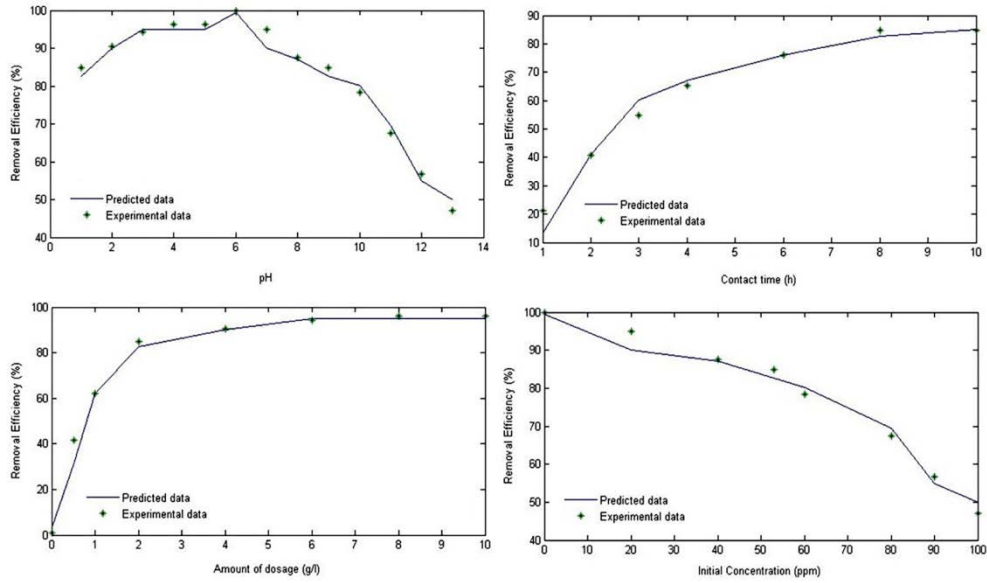 100
90
80
70
60
50
40
0 2 4 6 8 10 12 14
Removal Efficiency (%)
pH
Predicted data
Experimental data
90
80
70
60
50
40
30
20
10
1 2 3 4 5 6 7 8 9 10
Removal Efficiency (%)
Contact time (h)
Predicted data
Experimental data
100
80
60
40
20
0
0 1 2 3 4 5 6 7 8 9 10
Removal Efficiency (%)
Amount of dosage (g/l)
Predicted data
Experimental data
100
90
80
70
60
50
40
0 10 20 30 40 50 60 70 80 90 100
Removal Efficiency (%)
Initial Concentration (ppm)
Predicted data
Experimental data